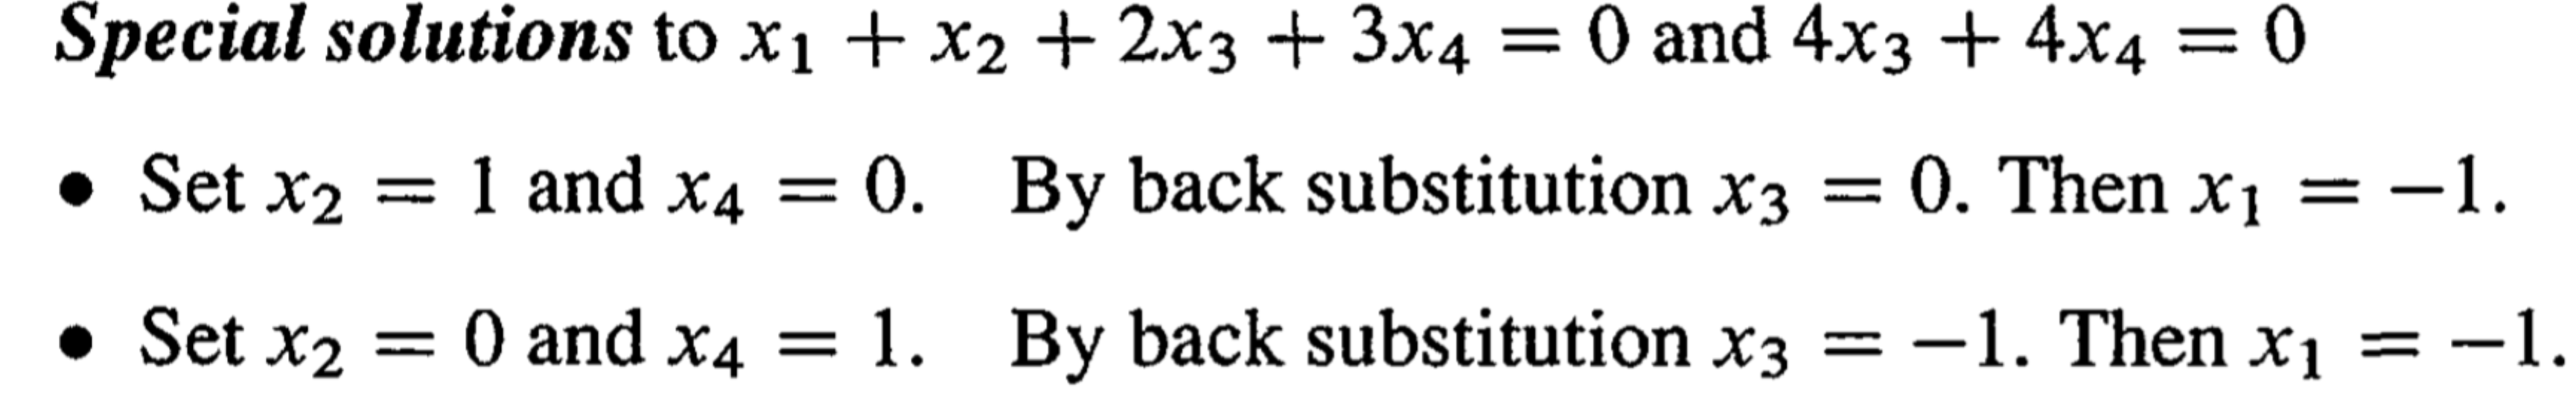 Special solutions to x₁ + x₂ + 2x₃ + 3x₄ = 0 and 4x₃ + 4x₄ = 0
• Set x₂ = 1 and x₄ = 0. By back substitution x₃ = 0. Then x₁ = −1.
• Set x₂ = 0 and x₄ = 1. By back substitution x₃ = −1. Then x₁ = −1.